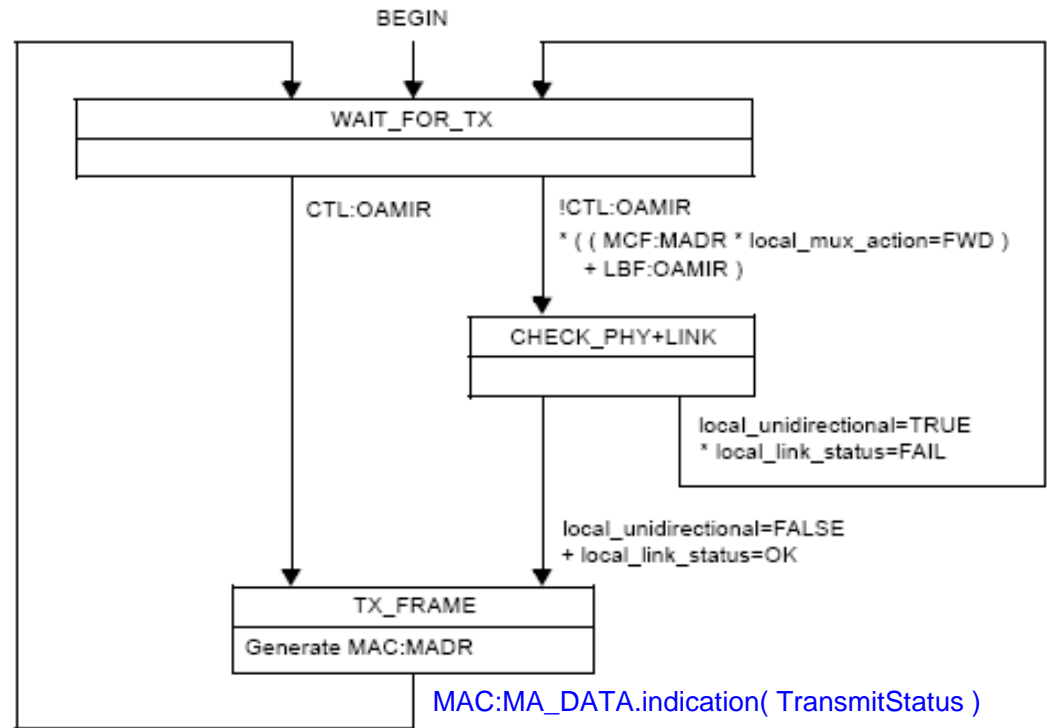 BEGIN
WAIT_FOR_TX
CTL:OAMIR
!CTL:OAMIR
* ( ( MCF:MADR * local_mux_action=FWD )
+ LBF:OAMIR )
CHECK_PHY+LINK
local_unidirectional=TRUE
* local_link_status=FAIL
local_unidirectional=FALSE
+ local_link_status=OK
TX_FRAME
Generate MAC:MADR
MAC:MA_DATA.indication( TransmitStatus )